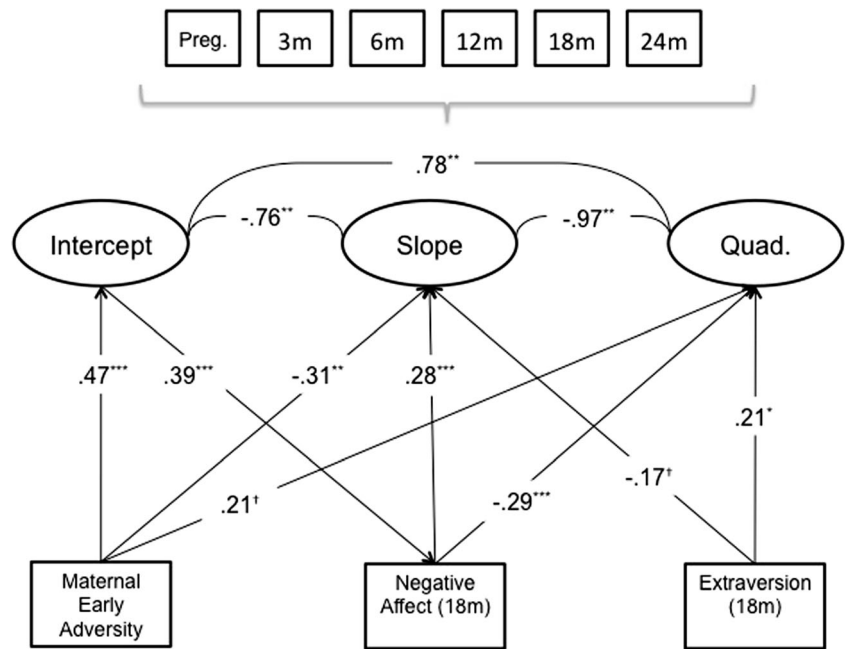 Preg. 3m 6m 12m 18m 24m
.78**
-.76** -.97**
Intercept Slope Quad.
.47*** .39*** -.31** .28***
.21*
-.17†
.21† -.29***
Maternal
Early
Adversity
Negative
Affect (18m)
Extraversion
(18m)